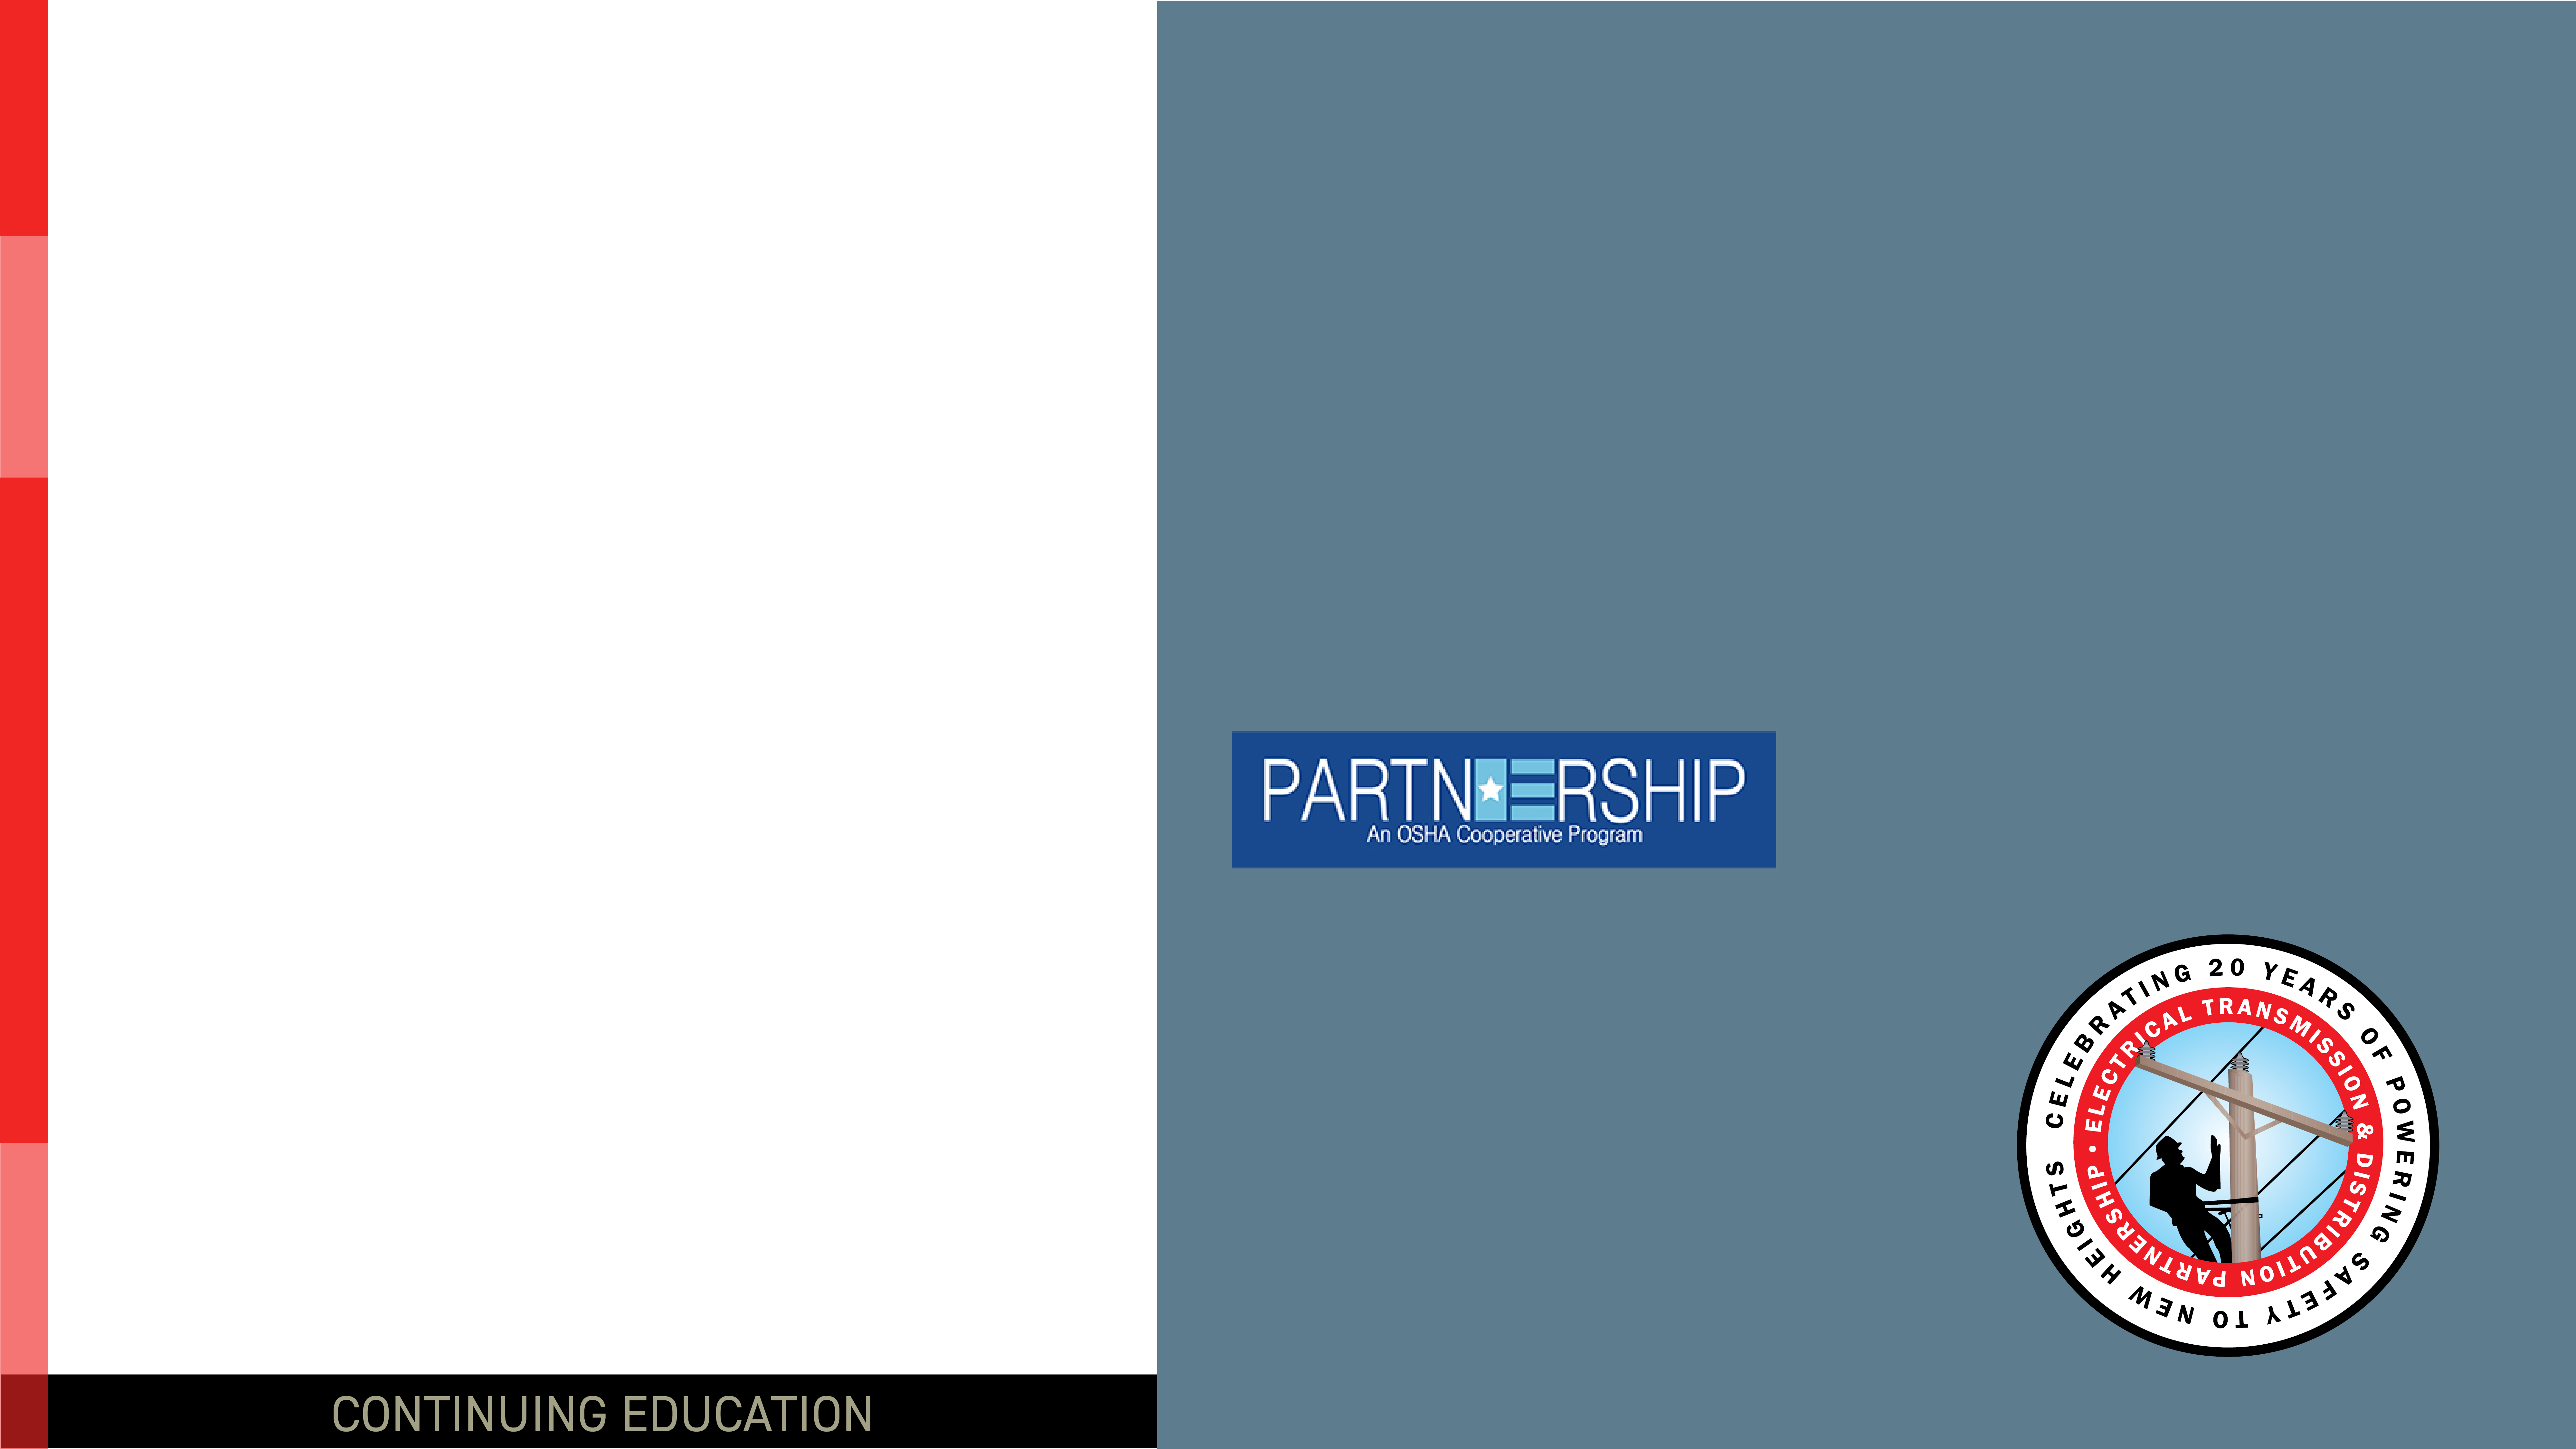 PARTNERSHIP
An OSHA Cooperative Program
CELEBRATING 20 YEARS OF POWERING SAFETY TO NEW HEIGHTS
ELECTRICAL TRANSMISSION & DISTRIBUTION PARTNERSHIP •
CONTINUING EDUCATION